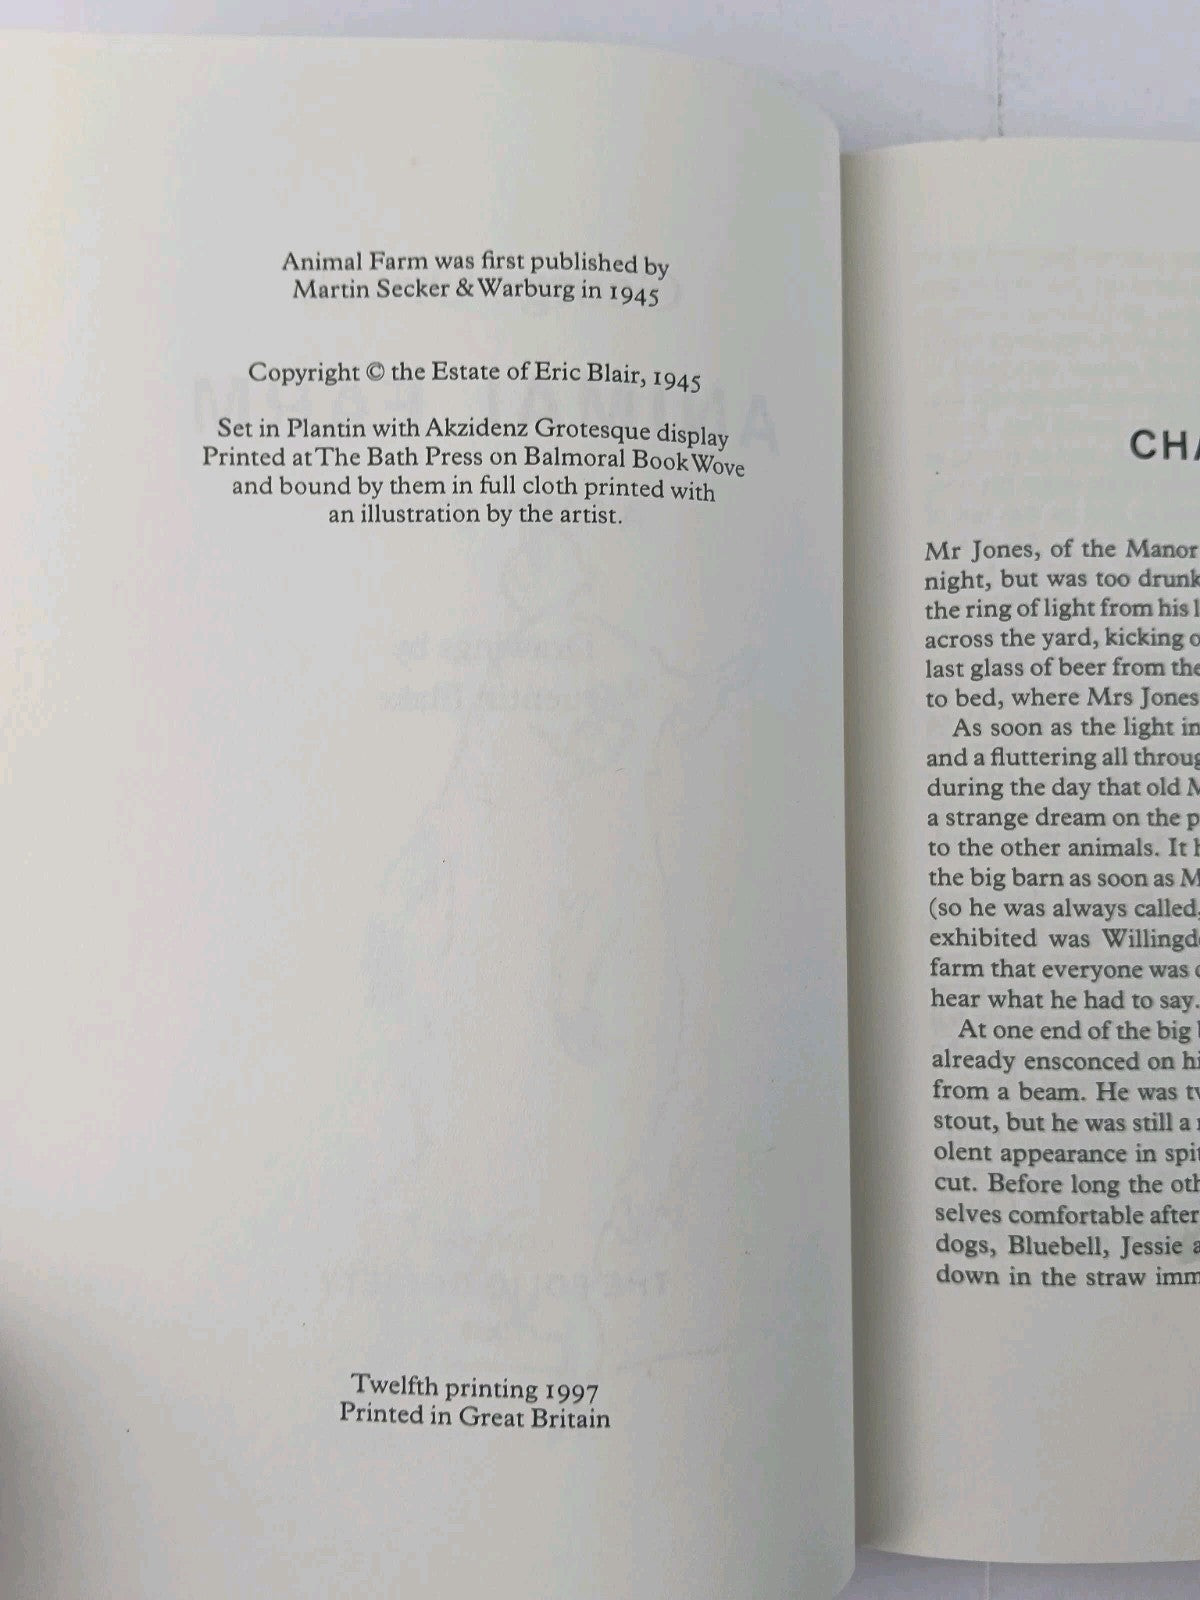 Animal Farm was first published by
Martin Secker & Warburg in 1945
Copyright © the Estate of Eric Blair, 1945
Set in Plantin with Akzidenz Grotesque display
Printed at The Bath Press on Balmoral Book Wove
and bound by them in full cloth printed with
an illustration by the artist.
Twelfth printing 1997
Printed in Great Britain
CHA
Mr Jones, of the Manor
night, but was too drunk
the ring of light from his l
across the yard, kicking o
last glass of beer from the
to bed, where Mrs Jones
As soon as the light in
and a fluttering all throug
during the day that old M
a strange dream on the p
to the other animals. It h
the big barn as soon as M
(so he was always called,
exhibited was Willingd
farm that everyone was
hear what he had to say.
At one end of the big
already ensconced on hi
from a beam. He was tw
stout, but he was still a
olent appearance in spit
cut. Before long the oth
selves comfortable after
dogs, Bluebell, Jessie a
down in the straw imm